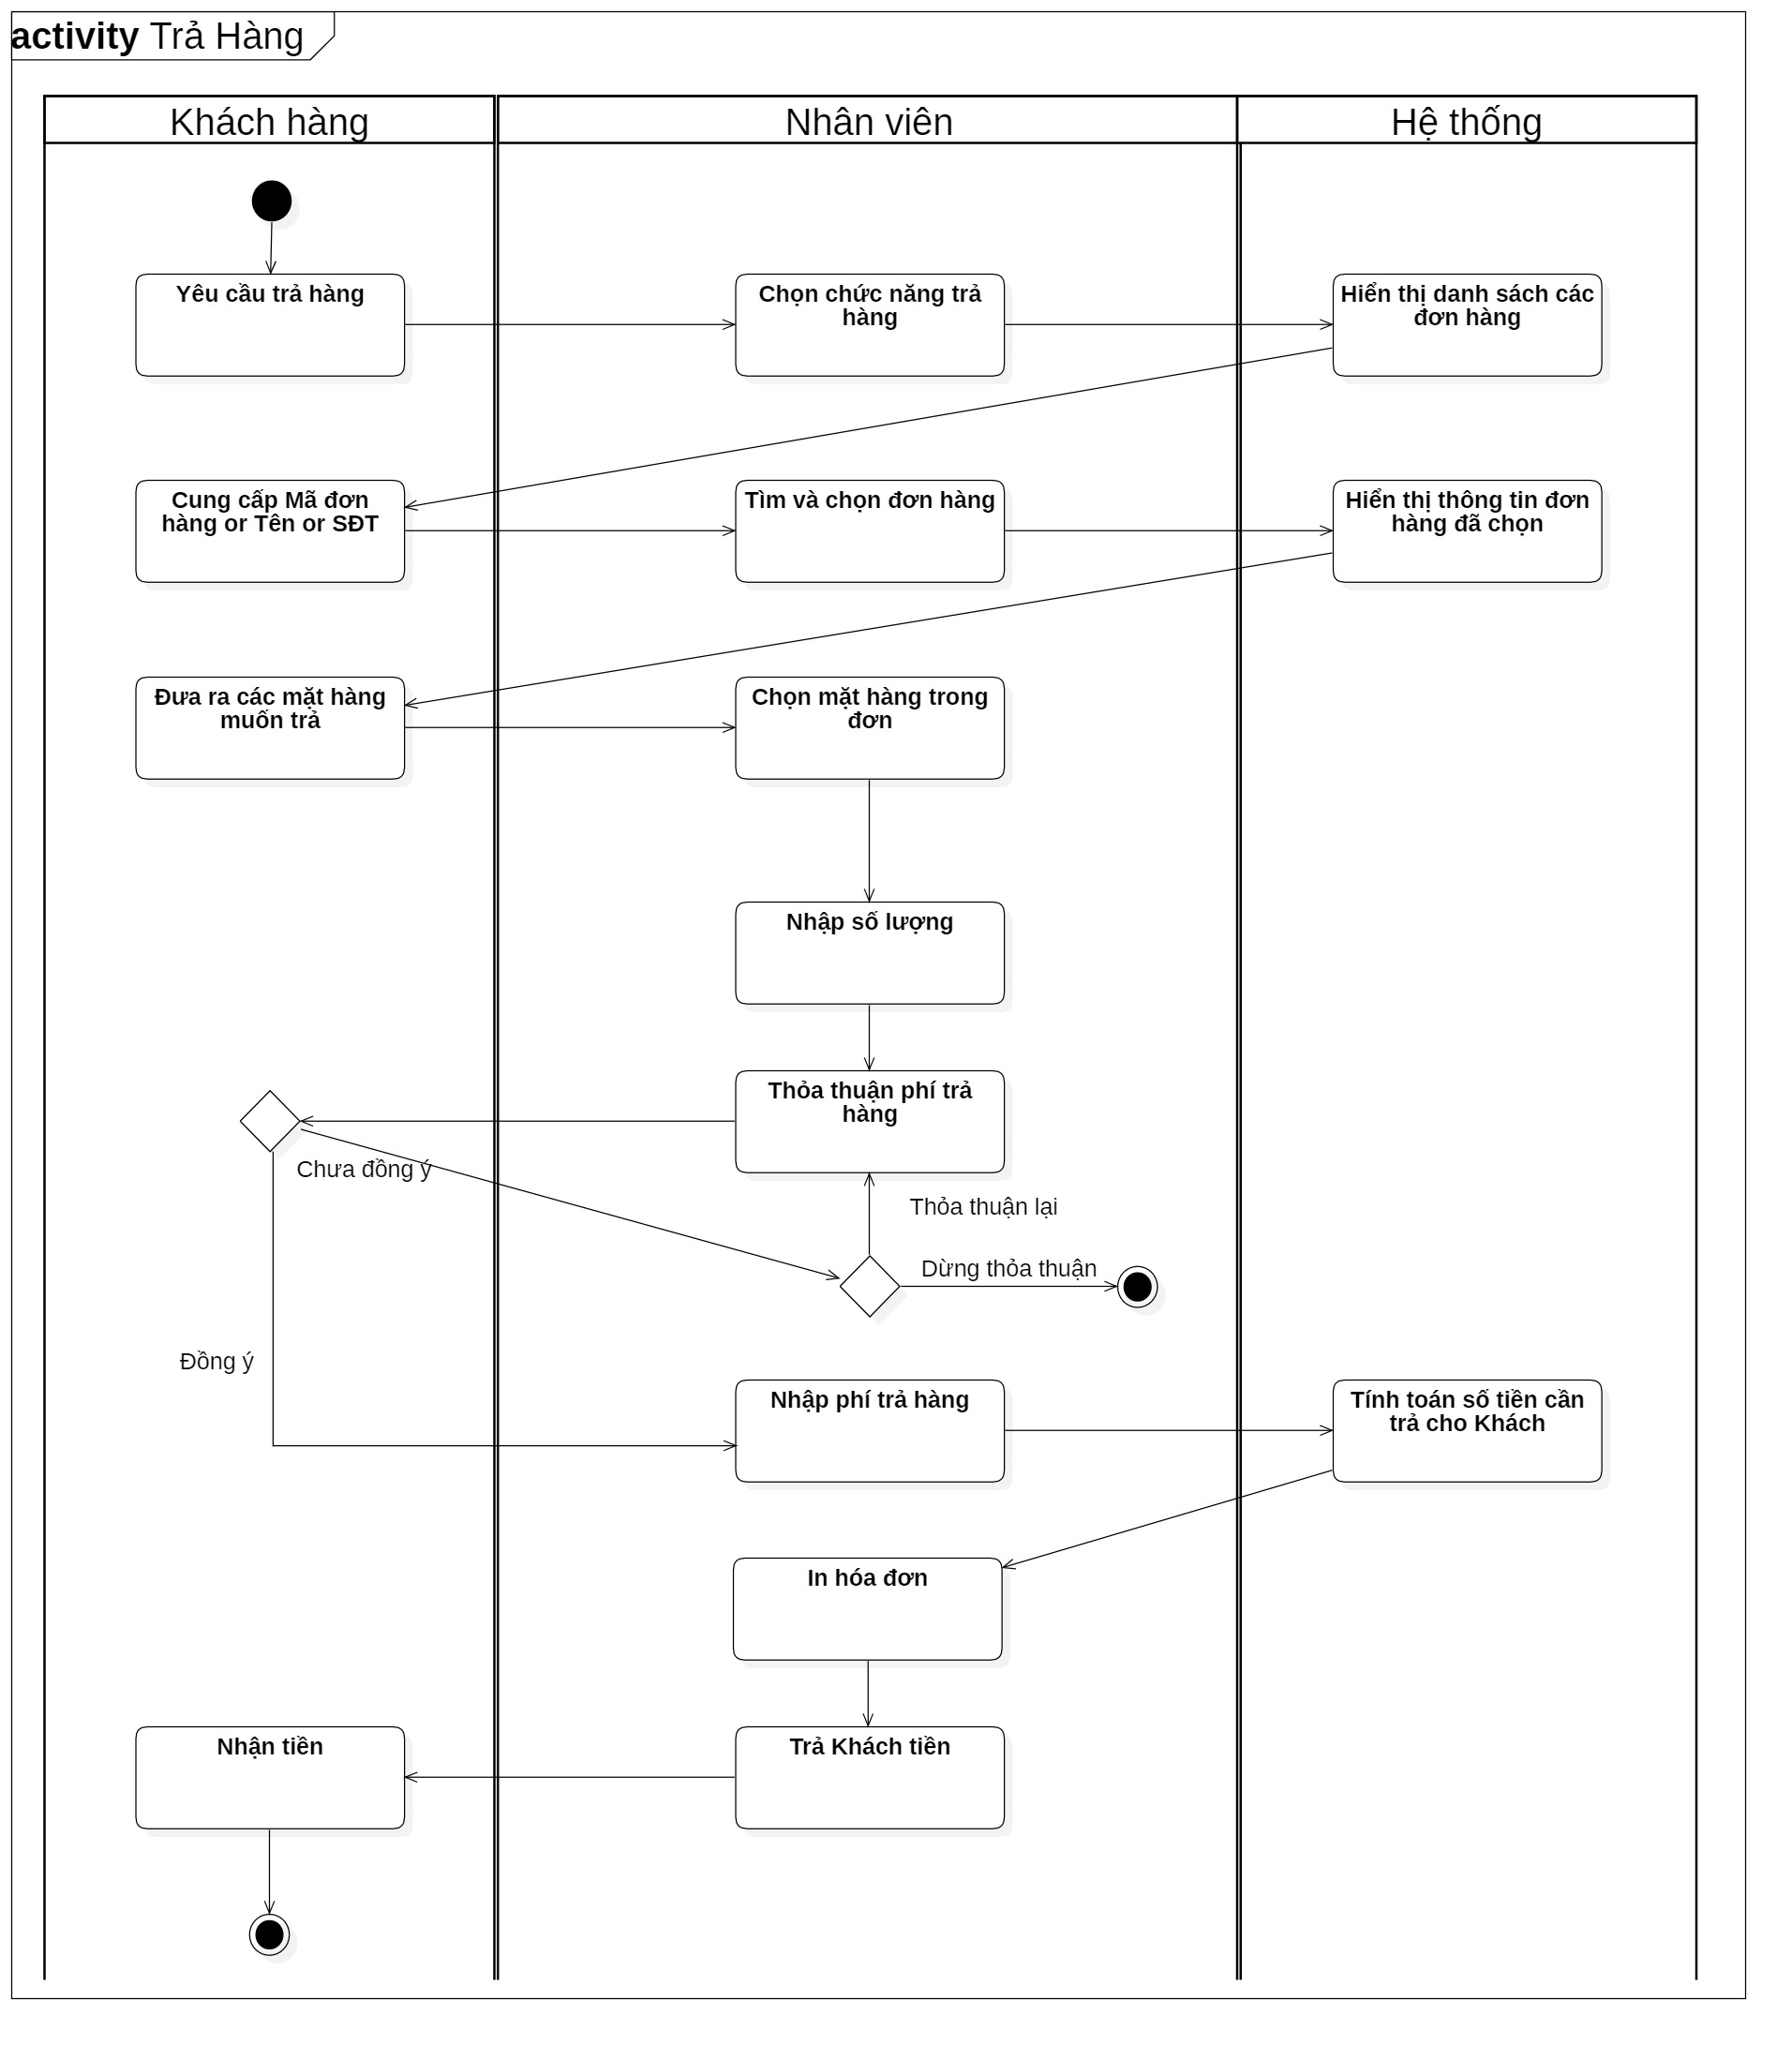 activity Trả Hàng
Khách hàng
Nhân viên
Hệ thống
Yêu cầu trả hàng
Chọn chức năng trả
hàng
Hiển thị danh sách các
đơn hàng
Cung cấp Mã đơn
hàng or Tên or SĐT
Tìm và chọn đơn hàng
Hiển thị thông tin đơn
hàng đã chọn
Đưa ra các mặt hàng
muốn trả
Chọn mặt hàng trong
đơn
Nhập số lượng
Thỏa thuận phí trả
hàng
Chưa đồng ý
Thỏa thuận lại
Dừng thỏa thuận
Đồng ý
Nhập phí trả hàng
Tính toán số tiền cần
trả cho Khách
In hóa đơn
Nhận tiền
Trả Khách tiền